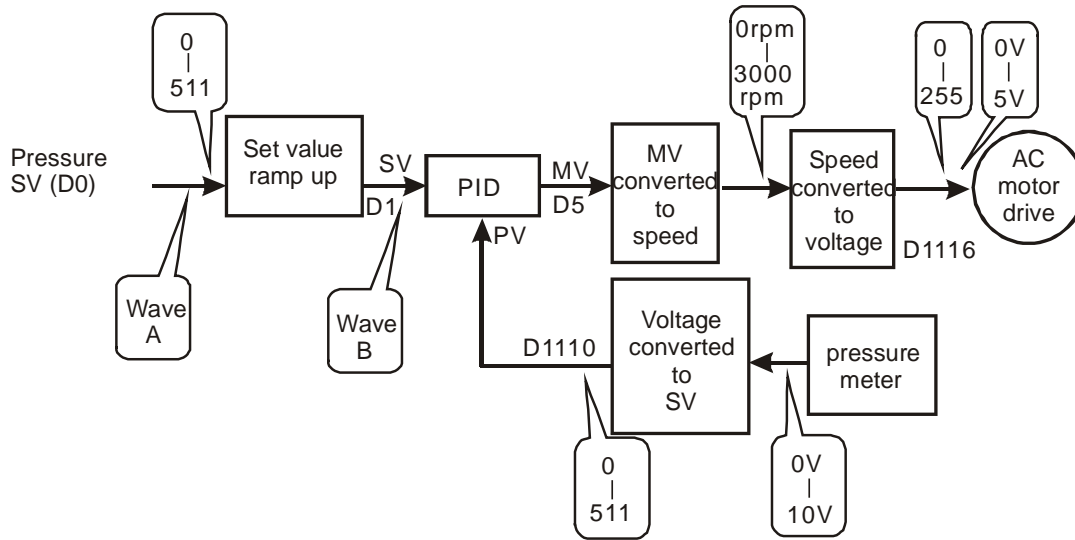 Pressure
SV (D0)
0
511
Wave
A
Set value
ramp up
SV
D1
Wave
B
PID
PV
MV
D5
MV
converted
to
speed
0rpm
3000
rpm
Speed
converted
to
voltage
0
255
0V
5V
D1116
AC
motor
drive
D1110
0
511
Voltage
converted
to
SV
0V
10V
pressure
meter